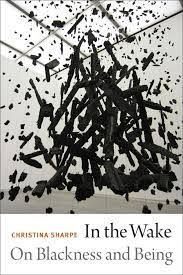 CHRISTINA SHARPE In the Wake
On Blackness and Being